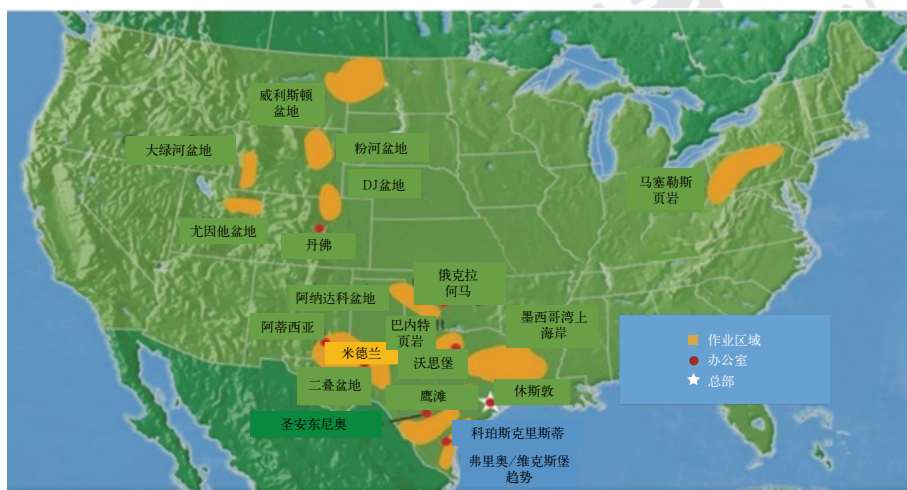 威利斯顿
盆地
大绿河盆地
粉河盆地
DJ盆地
马塞勒斯
页岩
尤因他盆地
丹佛
俄克拉
何马
阿纳达科盆地
墨西哥湾上
海岸
阿蒂西亚
巴内特
页岩
米德兰
沃思堡
作业区域
办公室
总部
二叠盆地
鹰滩
休斯敦
圣安东尼奥
科珀斯克里斯蒂
弗里奥/维克斯堡
趋势